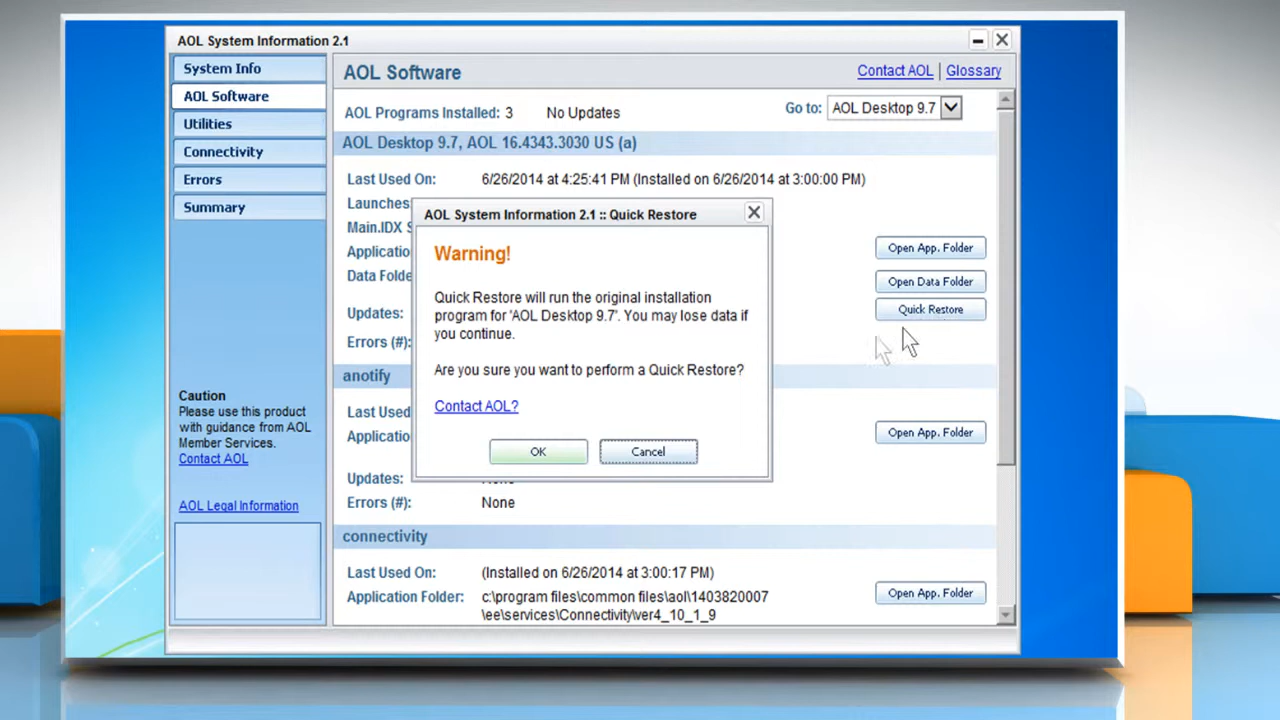 AOL System Information 2.1
System Info
AOL Software
Utilities
Connectivity
Errors
Summary
Caution
Please use this product
with guidance from AOL
Member Services.
Contact AOL
AOL Legal Information
AOL Software
Contact AOL | Glossary
AOL Programs Installed: 3 No Updates
Go to: AOL Desktop 9.7
AOL Desktop 9.7, AOL 16.4343.3030 US (a)
Last Used On: 6/26/2014 at 4:25:41 PM (Installed on 6/26/2014 at 3:00:00 PM)
Launches
Main.IDX S
Applicatio
Open App. Folder
Data Folde
Open Data Folder
Updates:
Quick Restore
Errors (#):
AOL System Information 2.1 :: Quick Restore
Warning!
Quick Restore will run the original installation
program for 'AOL Desktop 9.7'. You may lose data if
you continue.
Are you sure you want to perform a Quick Restore?
Contact AOL?
OK Cancel
anotify
Last Used
Applicatio
Open App. Folder
Updates:
Errors (#): None
connectivity
Last Used On: (Installed on 6/26/2014 at 3:00:17 PM)
Application Folder: c:\program files\common files\aol\1403820007
\ee\services\Connectivity\ver4_10_1_9
Open App. Folder